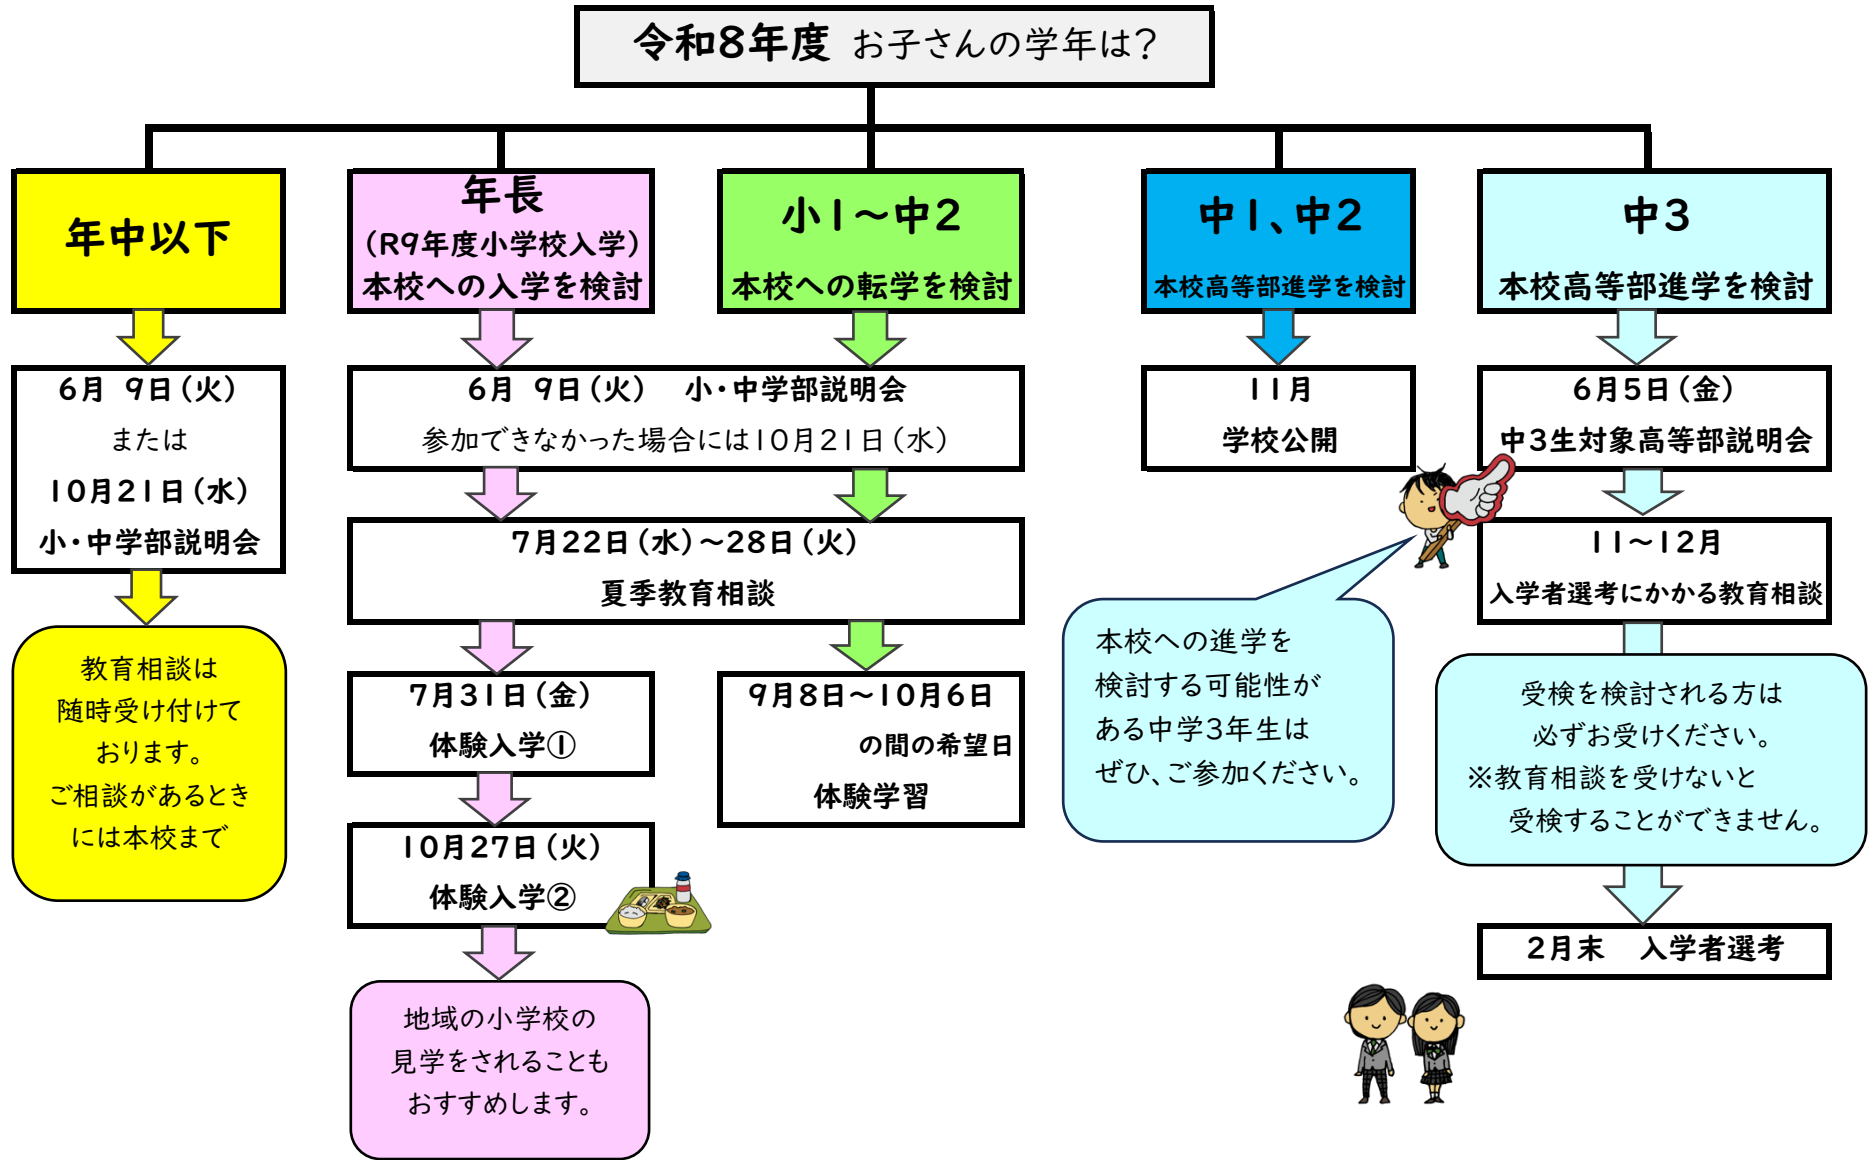 令和8年度 お子さんの学年は?
年中以下
6月 9日(火)
または
10月21日(水)
小・中学部説明会
教育相談は
随時受け付けて
おります。
ご相談があるとき
には本校まで
年長
(R9年度小学校入学)
本校への入学を検討
小1～中2
本校への転学を検討
6月 9日(火) 小・中学部説明会
参加できなかった場合には10月21日(水)
7月22日(水)～28日(火)
夏季教育相談
7月31日(金)
体験入学①
10月27日(火)
体験入学②
地域の小学校の
見学をされることも
おすすめします。
9月8日～10月6日
の間の希望日
体験学習
中1、中2
本校高等部進学を検討
11月
学校公開
中3
本校高等部進学を検討
6月5日(金)
中3生対象高等部説明会
本校への進学を
検討する可能性が
ある中学3年生は
ぜひ、ご参加ください。
11～12月
入学者選考にかかる教育相談
受検を検討される方は
必ずお受けください。
※教育相談を受けないと
受検することができません。
2月末 入学者選考